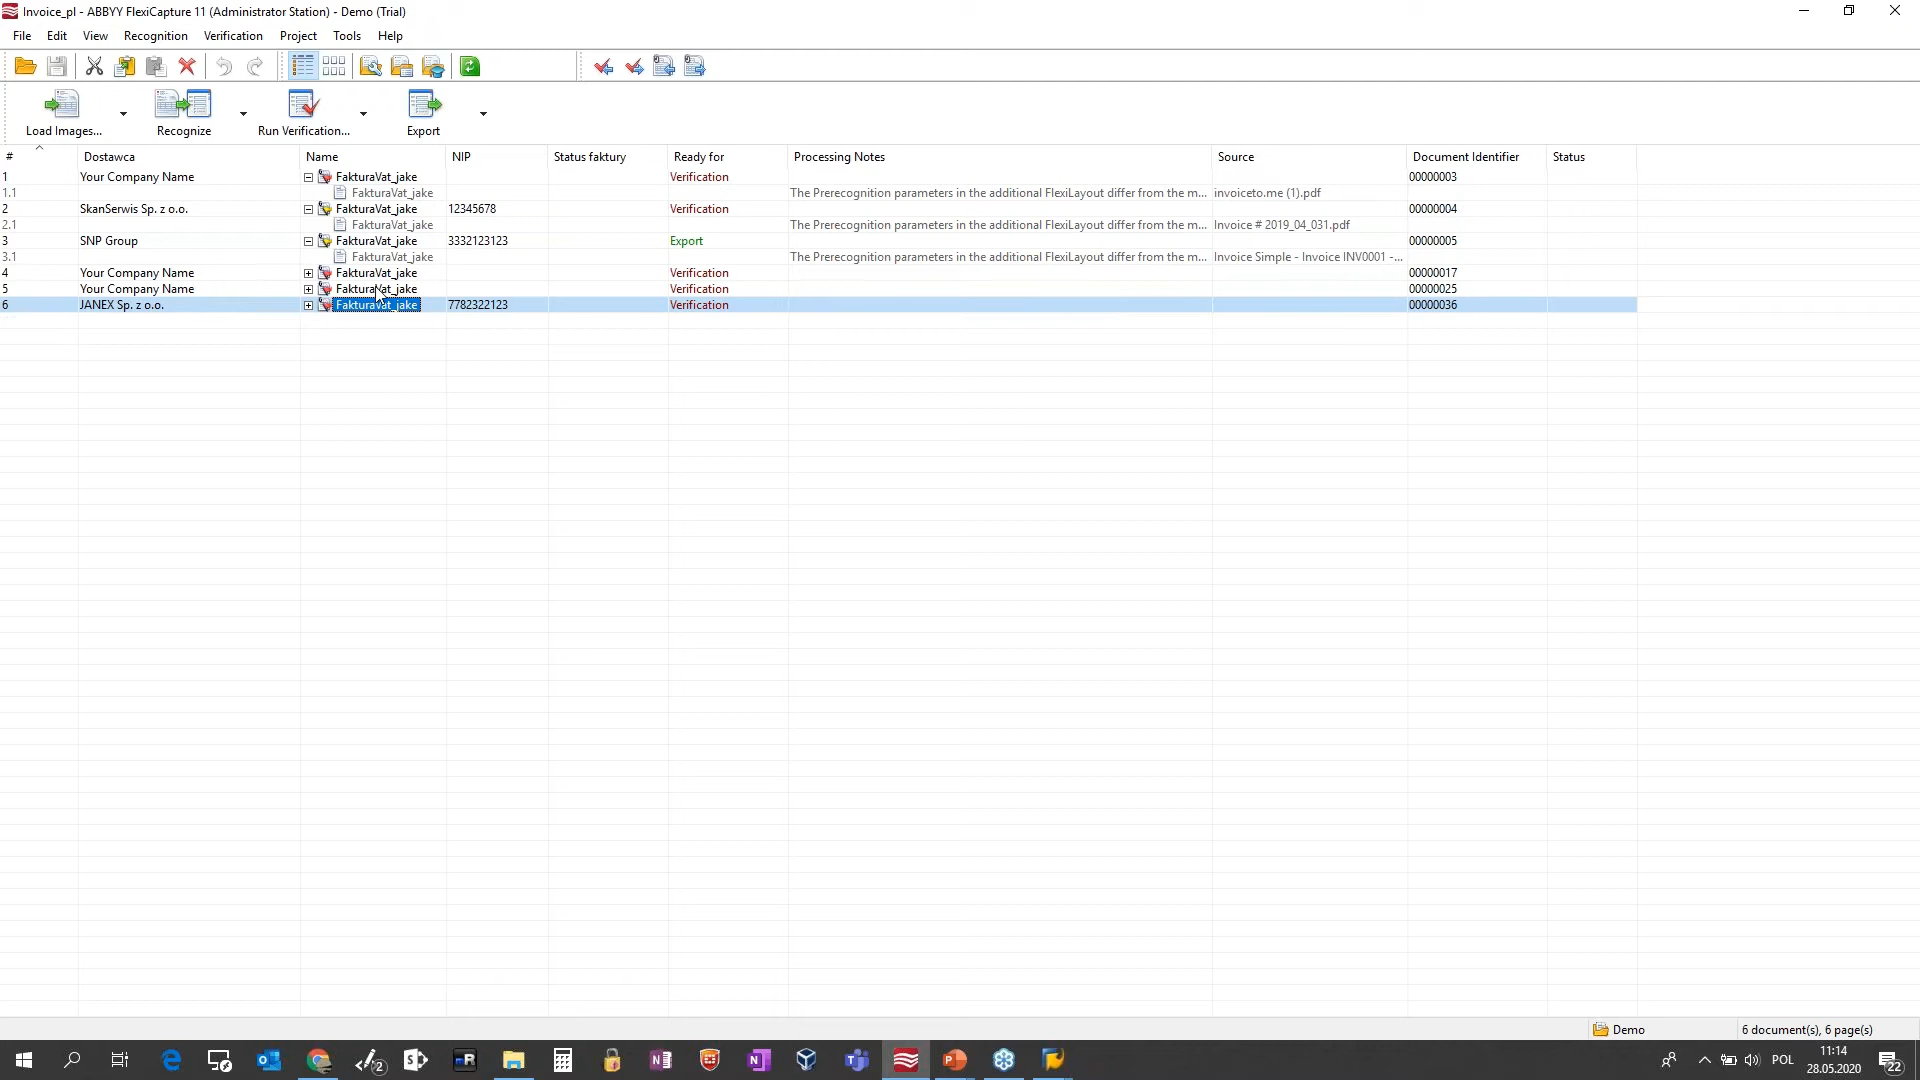 Invoice_pl - ABBYY FlexiCapture 11 (Administrator Station) - Demo (Trial)
File Edit View Recognition Verification Project Tools Help
Load Images... Recognize Run Verification... Export
# Dostawca Name NIP Status faktury Ready for Processing Notes Source Document Identifier Status
1 Your Company Name FakturaVat_jake Verification 00000003
1.1 FakturaVat_jake The Prerecognition parameters in the additional FlexiLayout differ from the m... invoiceto.me (1).pdf
2 SkanSerwis Sp. z o.o. FakturaVat_jake 12345678 Verification 00000004
2.1 FakturaVat_jake The Prerecognition parameters in the additional FlexiLayout differ from the m... Invoice # 2019_04_031.pdf
3 SNP Group FakturaVat_jake 3332123123 Export 00000005
3.1 FakturaVat_jake The Prerecognition parameters in the additional FlexiLayout differ from the m... Invoice Simple - Invoice INV0001 -...
4 Your Company Name FakturaVat_jake Verification 00000017
5 Your Company Name FakturaVat_jake Verification 00000025
6 JANEX Sp. z o.o. FakturaVat_jake 7782322123 Verification 00000036
Demo 6 document(s), 6 page(s)
POL 11:14
28.05.2020 22